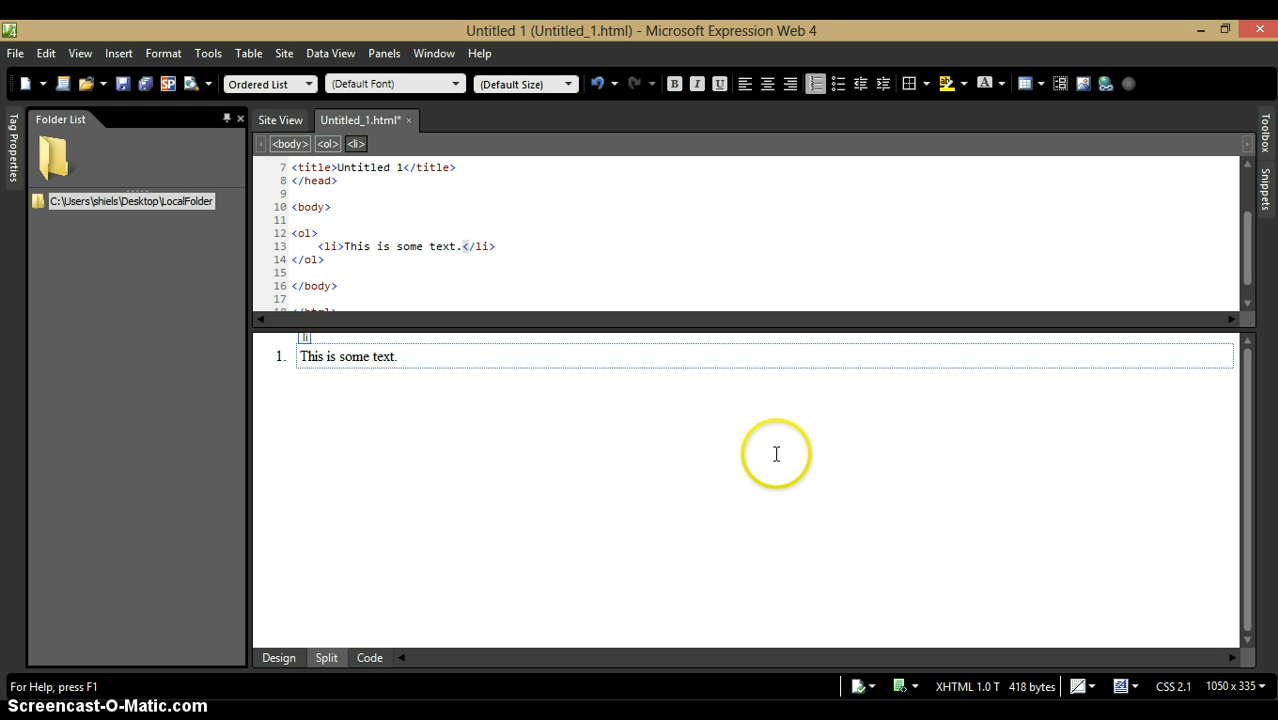 Untitled 1 (Untitled_1.html) - Microsoft Expression Web 4
File Edit View Insert Format Tools Table Site Data View Panels Window Help
Ordered List (Default Font) (Default Size)
Tag Properties
Folder List
C:\Users\shiels\Desktop\LocalFolder
Site View Untitled_1.html*
<body> <ol> <li>
7 <title>Untitled 1</title>
8 </head>
9
10 <body>
11
12 <ol>
13 <li>This is some text.</li>
14 </ol>
15
16 </body>
17
18 </html>
li
1. This is some text.
Toolbox
Snippets
Design Split Code
For Help, press F1
XHTML 1.0 T 418 bytes CSS 2.1 1050 x 335
Screencast-O-Matic.com